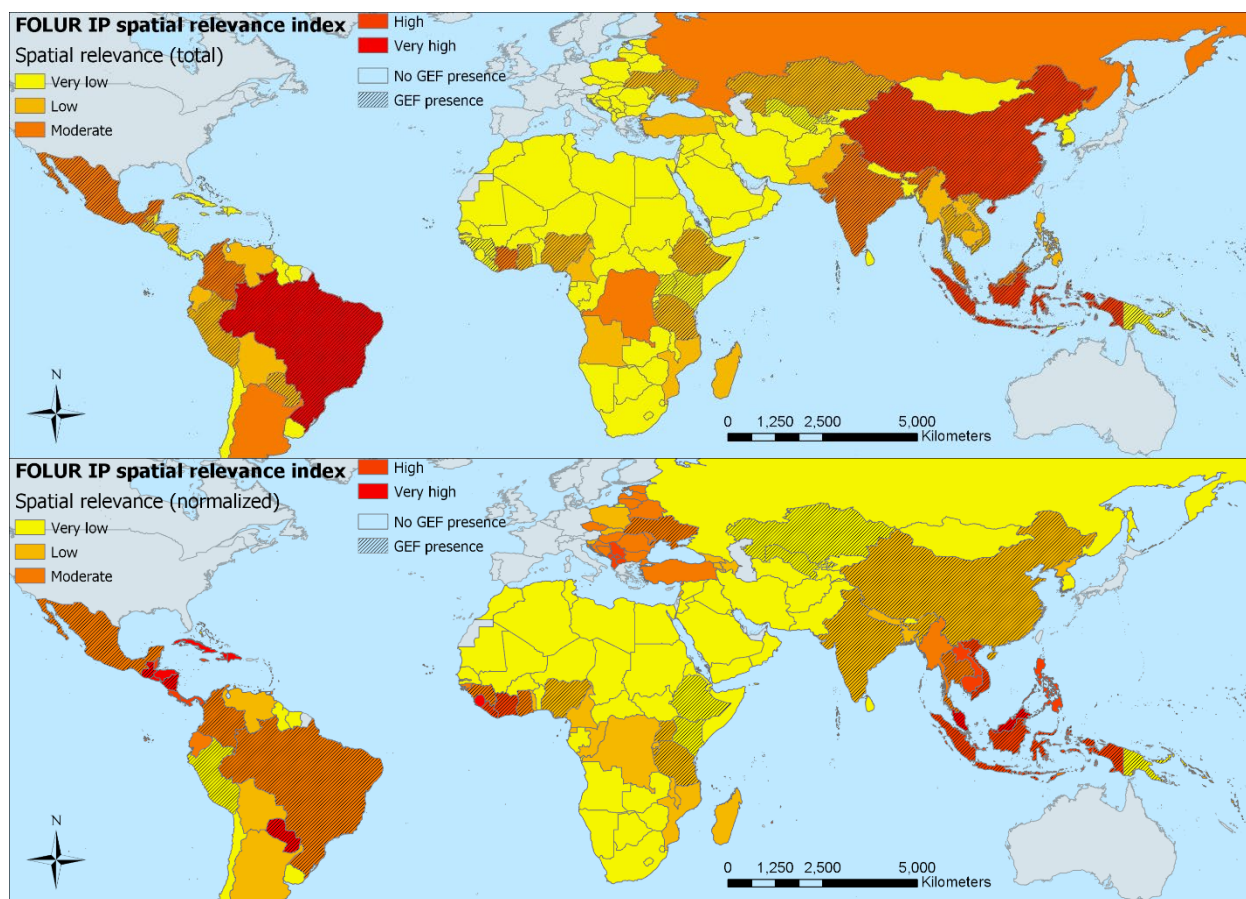 FOLUR IP spatial relevance index
Spatial relevance (total)
Very low
Low
Moderate
High
Very high
No GEF presence
GEF presence
N
0 1,250 2,500 5,000
Kilometers
FOLUR IP spatial relevance index
Spatial relevance (normalized)
Very low
Low
Moderate
High
Very high
No GEF presence
GEF presence
N
0 1,250 2,500 5,000
Kilometers